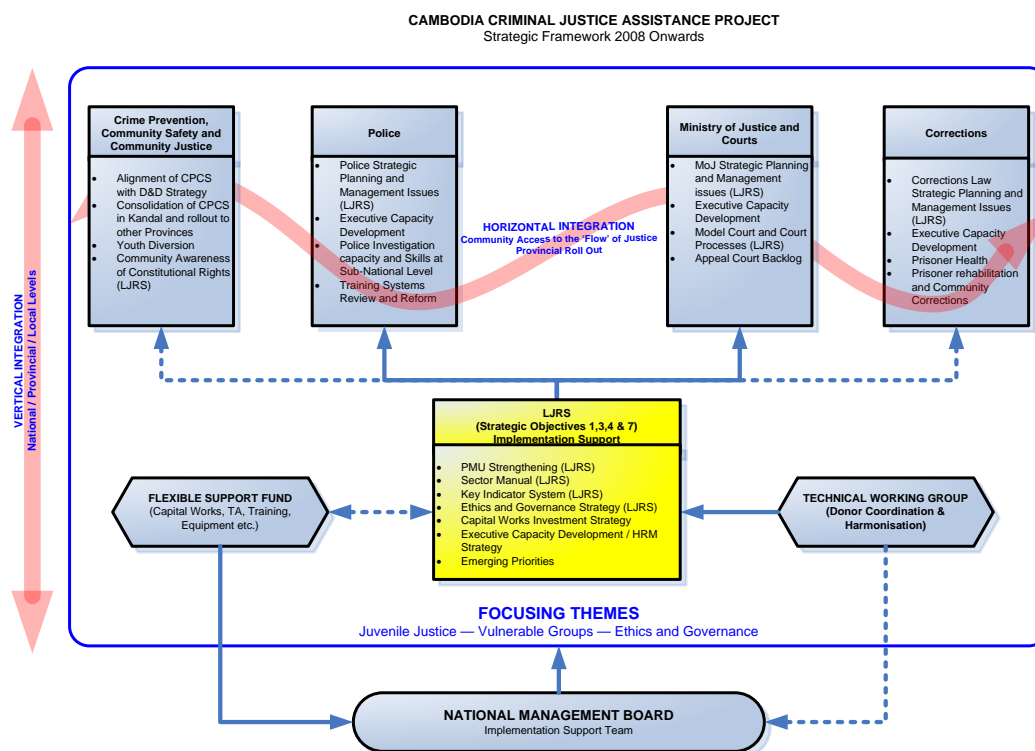 CAMBODIA CRIMINAL JUSTICE ASSISTANCE PROJECT
Strategic Framework 2008 Onwards
VERTICAL INTEGRATION
National / Provincial / Local Levels
Crime Prevention,
Community Safety and
Community Justice
• Alignment of CPCS
with D&D Strategy
• Consolidation of CPCS
in Kandal and rollout to
other Provinces
• Youth Diversion
• Community Awareness
of Constitutional Rights
(LJRS)
Police
• Police Strategic
Planning and
Management Issues
(LJRS)
• Executive Capacity
Development
• Police Investigation
capacity and Skills at
Sub-National Level
• Training Systems
Review and Reform
HORIZONTAL INTEGRATION
Community Access to the 'Flow' of Justice
Provincial Roll Out
Ministry of Justice and
Courts
• MoJ Strategic Planning
and Management
issues (LJRS)
• Executive Capacity
Development
• Model Court and Court
Processes (LJRS)
• Appeal Court Backlog
Corrections
• Corrections Law
Strategic Planning and
Management Issues
(LJRS)
• Executive Capacity
Development
• Prisoner Health
• Prisoner rehabilitation
and Community
Corrections
LJRS
(Strategic Objectives 1,3,4 & 7)
Implementation Support
• PMU Strengthening (LJRS)
• Sector Manual (LJRS)
• Key Indicator System (LJRS)
• Ethics and Governance Strategy (LJRS)
• Capital Works Investment Strategy
• Executive Capacity Development / HRM
Strategy
• Emerging Priorities
FLEXIBLE SUPPORT FUND
(Capital Works, TA, Training,
Equipment etc.)
TECHNICAL WORKING GROUP
(Donor Coordination &
Harmonisation)
FOCUSING THEMES
Juvenile Justice — Vulnerable Groups — Ethics and Governance
NATIONAL MANAGEMENT BOARD
Implementation Support Team